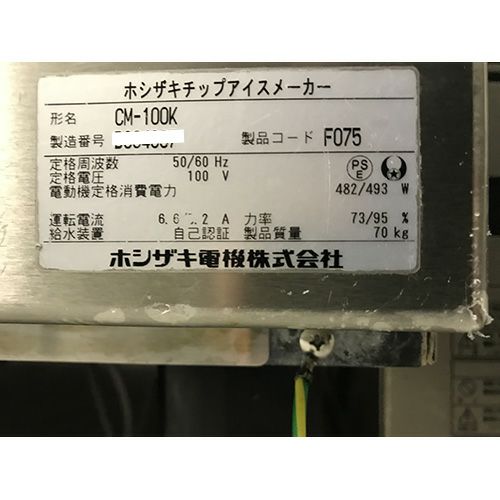 ホシザキチップアイスメーカー
形名 CM-100K
製造番号
製品コード F075
定格周波数 50/60 Hz
定格電圧 100 V
電動機定格消費電力 482/493 W
PS
E
運転電流 A 力率 73/95 %
給水装置 自己認証 製品質量 70 kg
ホシザキ電機株式会社